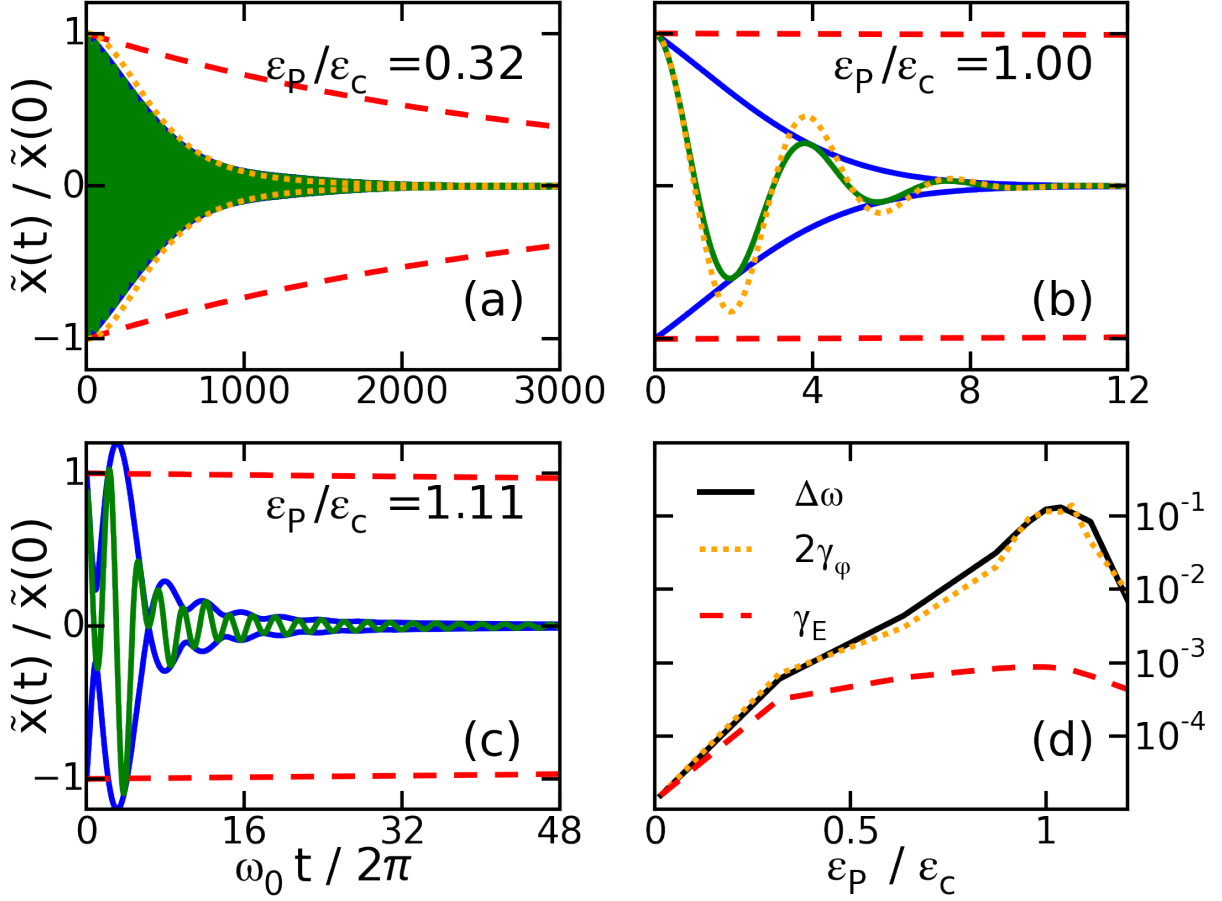 x̃(t) / x̃(0)
1
0
−1
ε_P/ε_c =0.32
(a)
0 1000 2000 3000
ε_P/ε_c =1.00
(b)
0 4 8 12
x̃(t) / x̃(0)
1
0
−1
ε_P/ε_c =1.11
(c)
0 16 32 48
ω_0 t / 2π
Δω
2γ_φ
γ_E
(d)
10^-1
10^-2
10^-3
10^-4
0 0.5 1
ε_P / ε_c